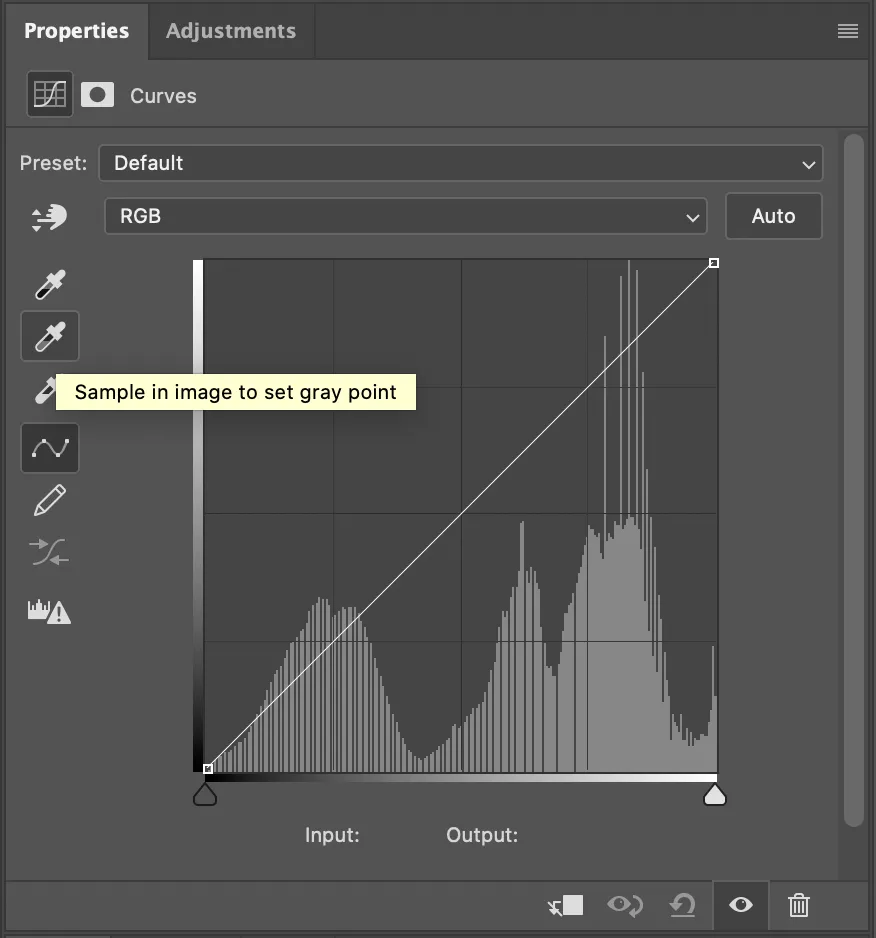 Properties
Adjustments
Curves
Preset:
Default
RGB
Auto
Sample in image to set gray point
Input:
Output: